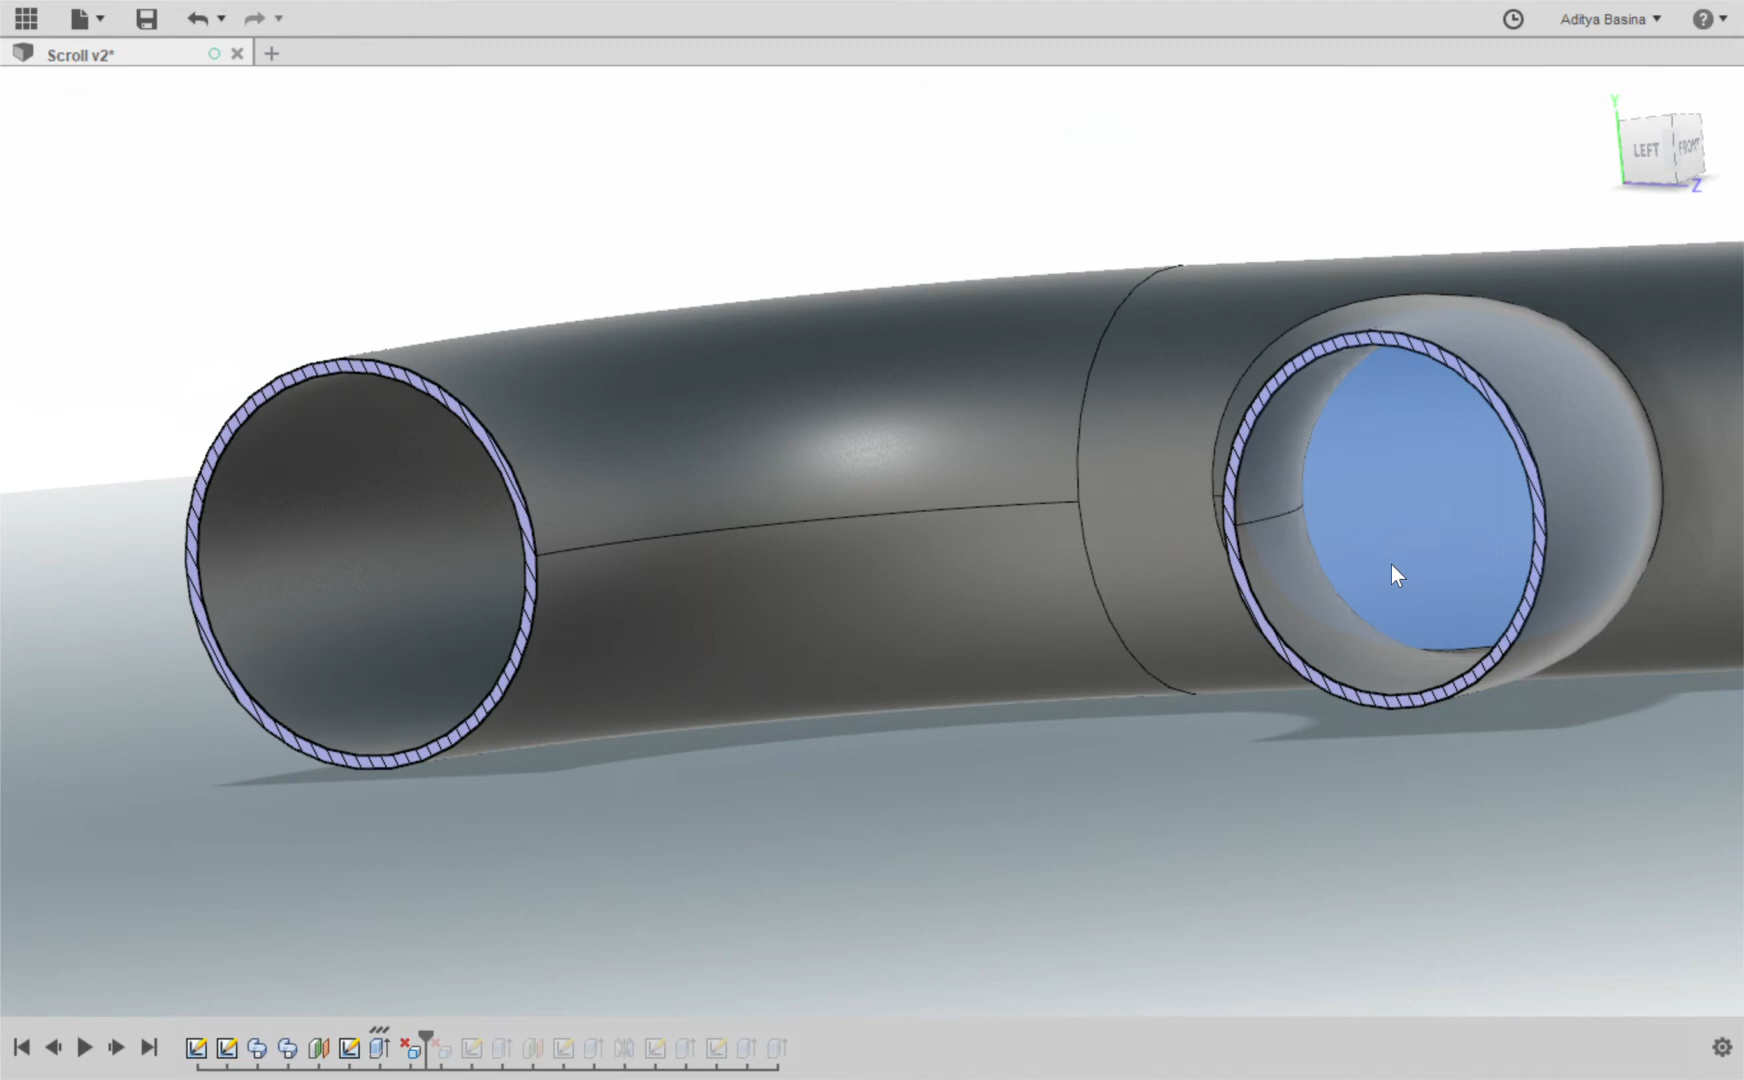 Aditya Basina
Scroll v2*
Y
LEFT
FRONT
Z